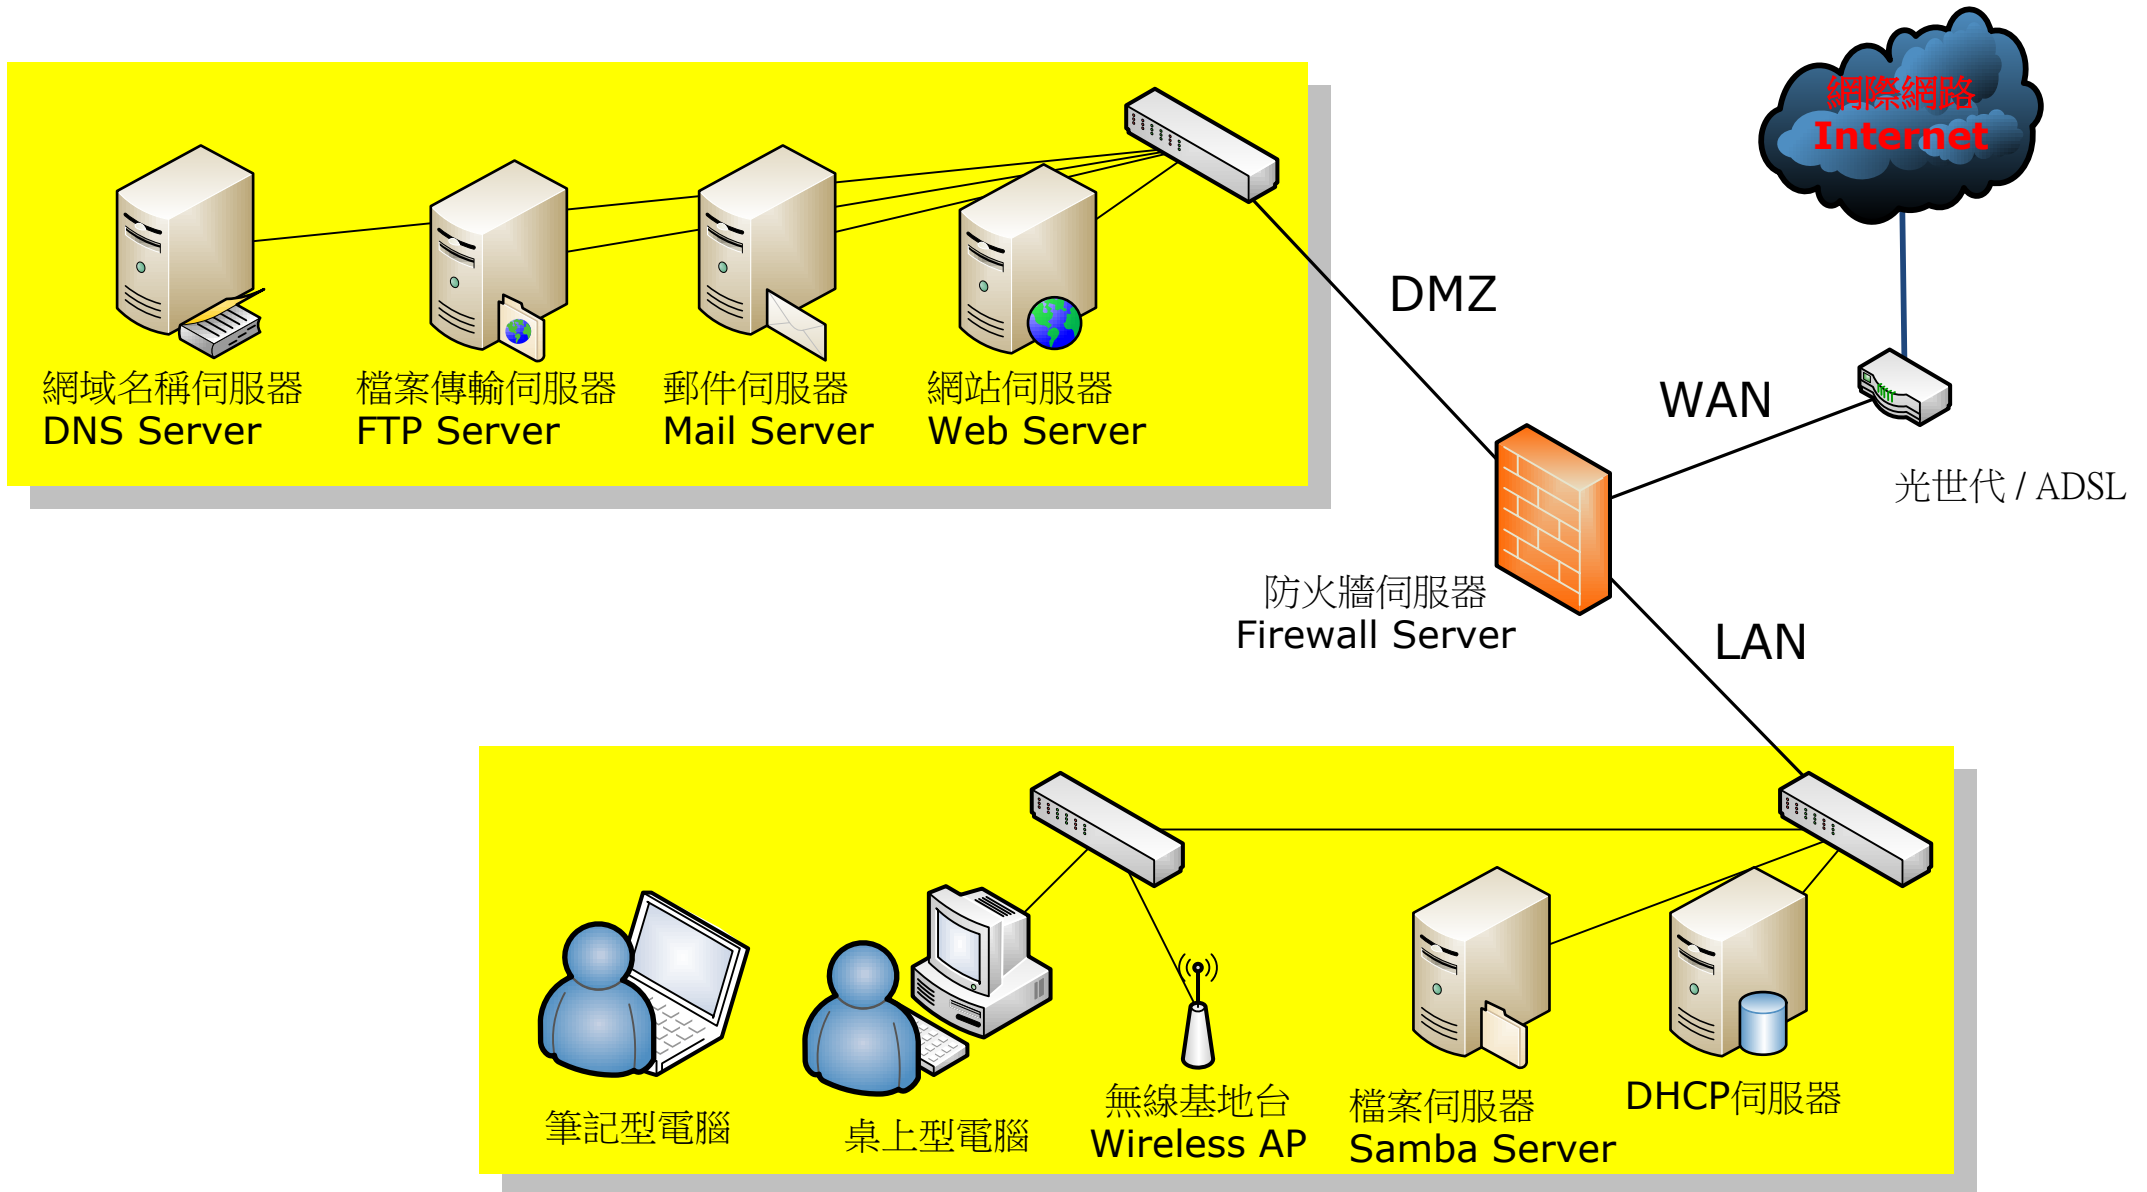 網際網路
Internet
網域名稱伺服器
DNS Server
檔案傳輸伺服器
FTP Server
郵件伺服器
Mail Server
網站伺服器
Web Server
DMZ
WAN
光世代 / ADSL
防火牆伺服器
Firewall Server
LAN
筆記型電腦
桌上型電腦
無線基地台
Wireless AP
檔案伺服器
Samba Server
DHCP伺服器